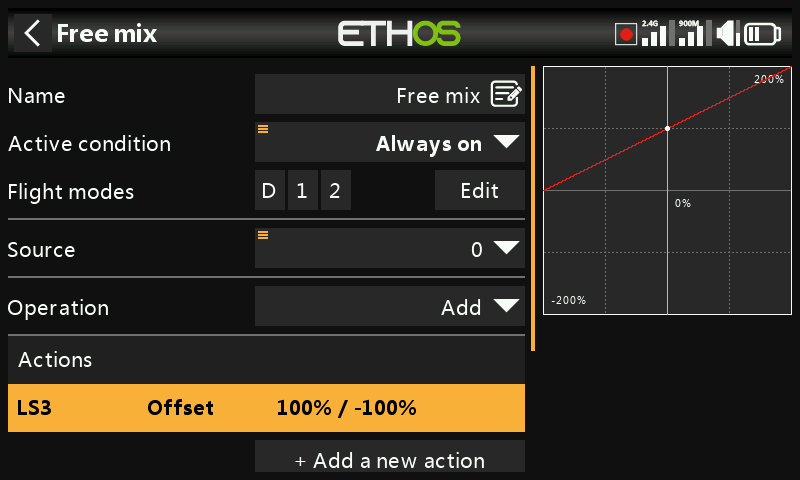 Free mix
ETHOS
2.4G
900M
Name
Free mix
Active condition
Always on
Flight modes
D 1 2
Edit
Source
0
Operation
Add
Actions
LS3 Offset 100% / -100%
+ Add a new action
200%
0%
-200%